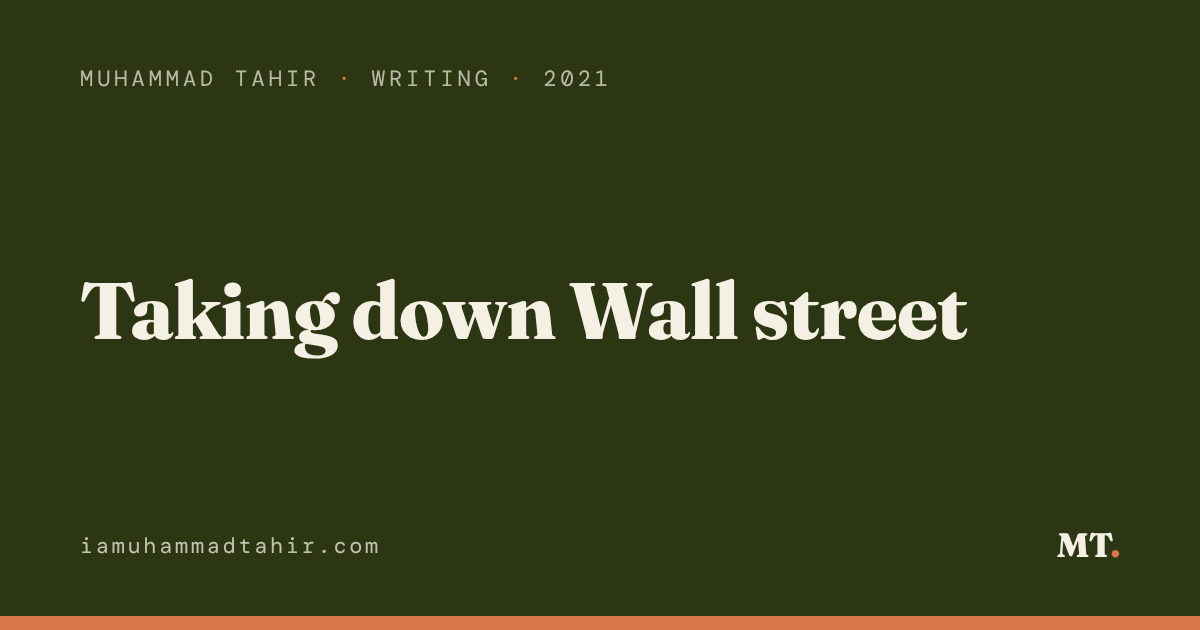 MUHAMMAD TAHIR · WRITING · 2021
Taking down Wall street
iamuhammadtahir.com
MT.